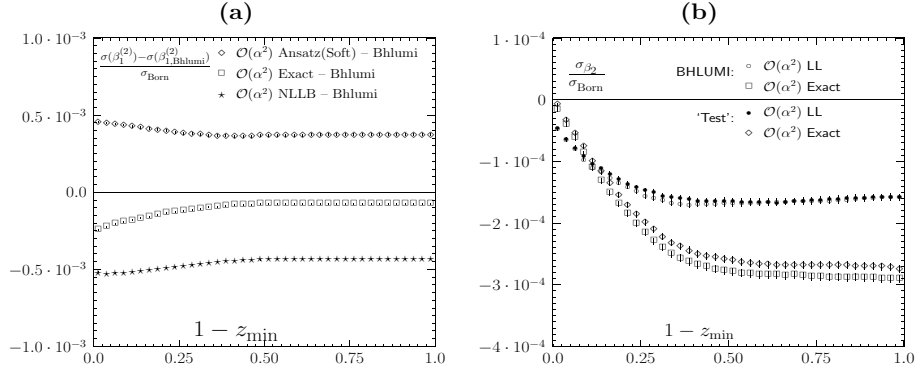 (a)
1.0·10⁻³
σ(β₁⁽²⁾)−σ(β₁,Bhlumi⁽²⁾)
σBorn
◇ O(α²) Ansatz(Soft) – Bhlumi
□ O(α²) Exact – Bhlumi
★ O(α²) NLLB – Bhlumi
0.5·10⁻³
0.0
−0.5·10⁻³
1 − zmin
−1.0·10⁻³
0.0 0.25 0.50 0.75 1.0
(b)
1·10⁻⁴
σβ₂
σBorn
BHLUMI: ○ O(α²) LL
□ O(α²) Exact
0
'Test': • O(α²) LL
◇ O(α²) Exact
−1·10⁻⁴
−2·10⁻⁴
−3·10⁻⁴
1 − zmin
−4·10⁻⁴
0.0 0.25 0.50 0.75 1.0